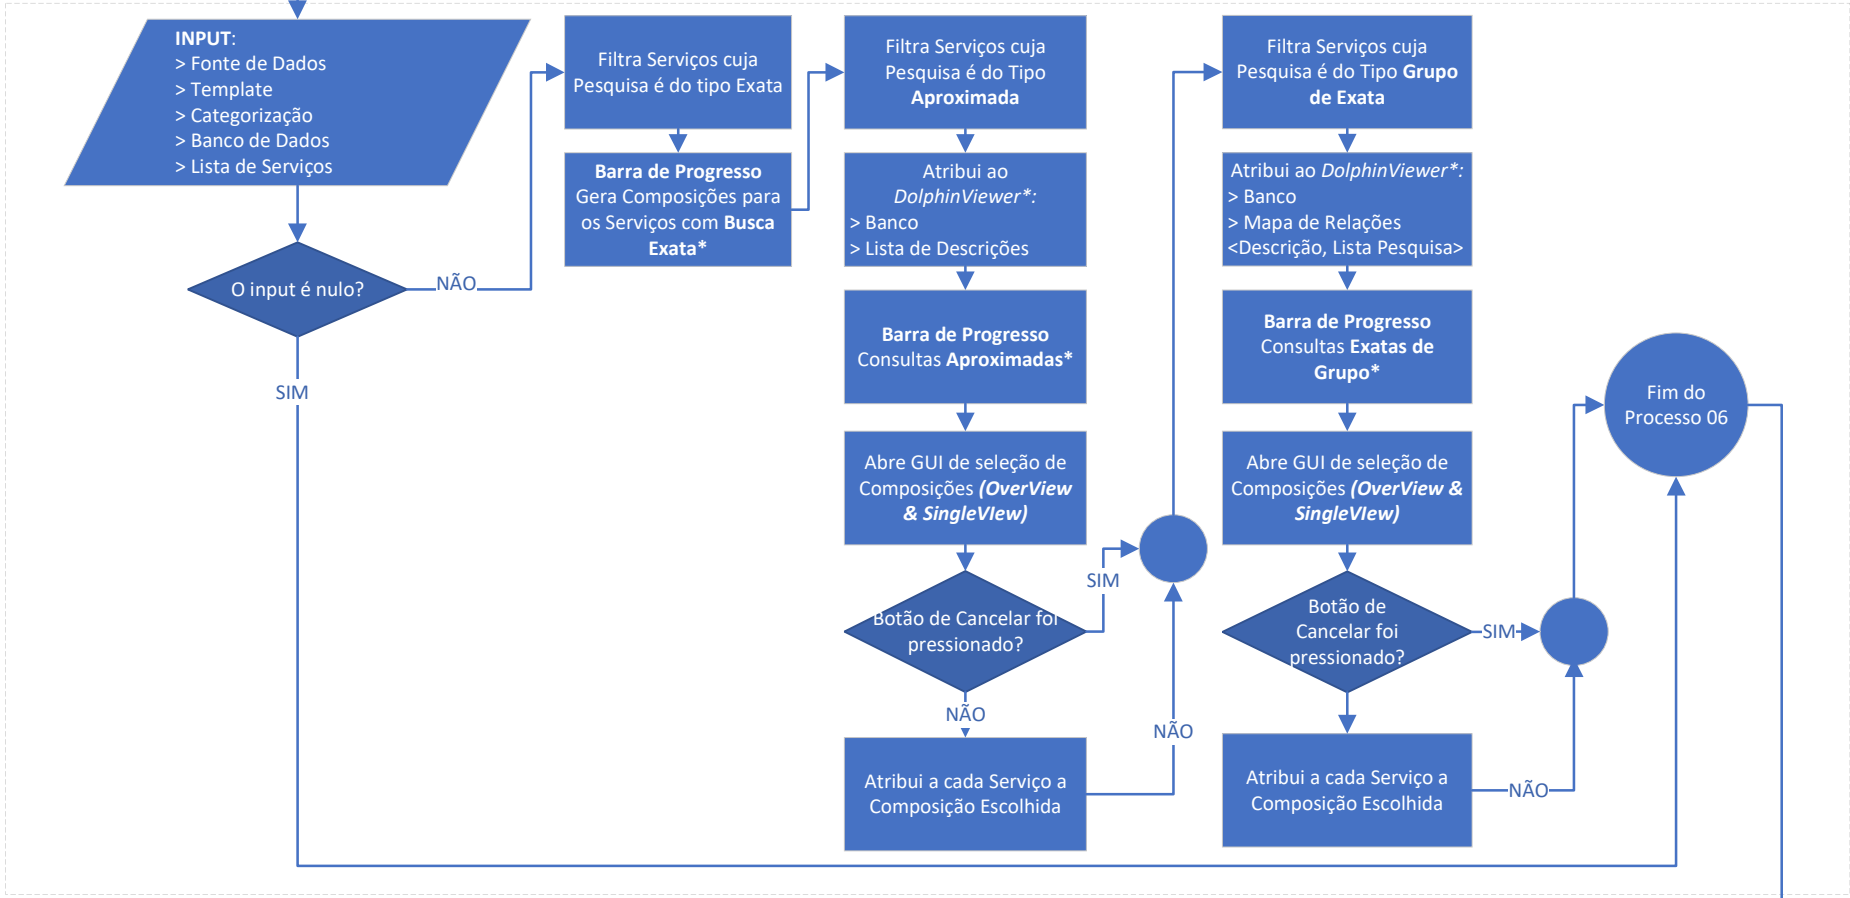 INPUT:
> Fonte de Dados
> Template
> Categorização
> Banco de Dados
> Lista de Serviços
O input é nulo?
NÃO
SIM
Filtra Serviços cuja
Pesquisa é do tipo Exata
Barra de Progresso
Gera Composições para
os Serviços com Busca
Exata*
Filtra Serviços cuja
Pesquisa é do Tipo
Aproximada
Atribui ao
DolphinViewer*:
> Banco
> Lista de Descrições
Barra de Progresso
Consultas Aproximadas*
Abre GUI de seleção de
Composições (OverView
& SingleVIew)
Botão de Cancelar foi
pressionado?
SIM
NÃO
Atribui a cada Serviço a
Composição Escolhida
NÃO
Filtra Serviços cuja
Pesquisa é do Tipo Grupo
de Exata
Atribui ao DolphinViewer*:
> Banco
> Mapa de Relações
<Descrição, Lista Pesquisa>
Barra de Progresso
Consultas Exatas de
Grupo*
Abre GUI de seleção de
Composições (OverView &
SingleVIew)
Botão de
Cancelar foi
pressionado?
SIM
Atribui a cada Serviço a
Composição Escolhida
NÃO
Fim do
Processo 06